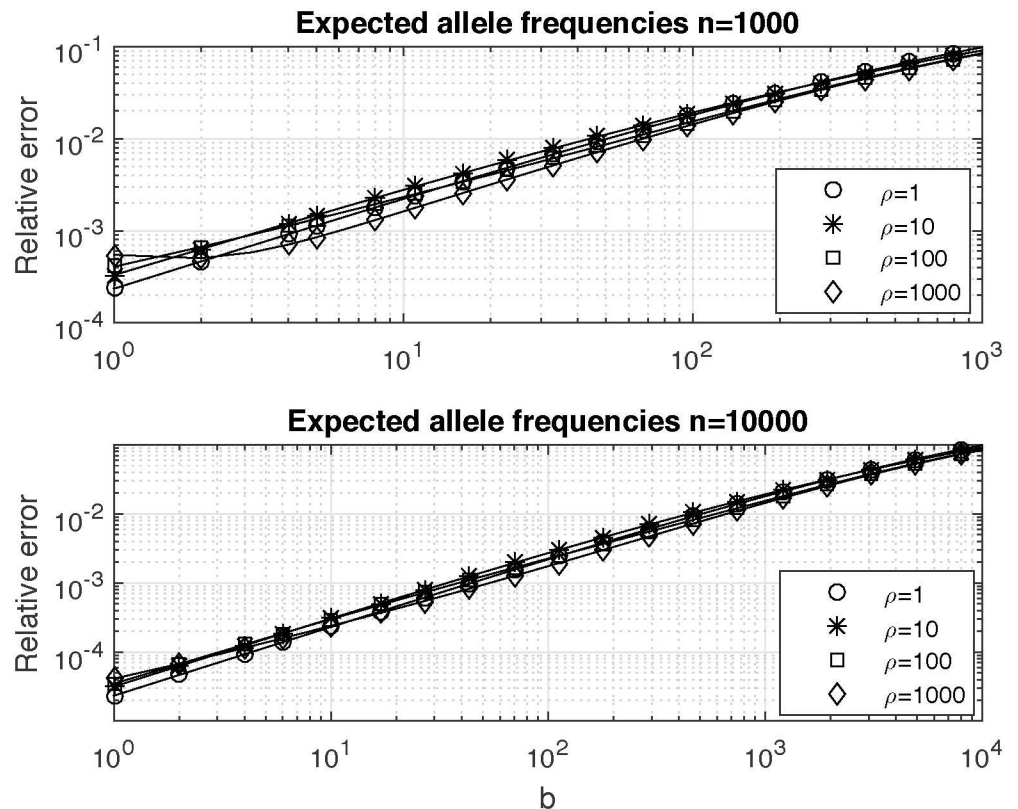 Expected allele frequencies n=1000
Relative error
10^-1
10^-2
10^-3
10^-4
10^0
10^1
10^2
10^3
ρ=1
ρ=10
ρ=100
ρ=1000
Expected allele frequencies n=10000
Relative error
10^-2
10^-3
10^-4
10^0
10^1
10^2
10^3
10^4
ρ=1
ρ=10
ρ=100
ρ=1000
b